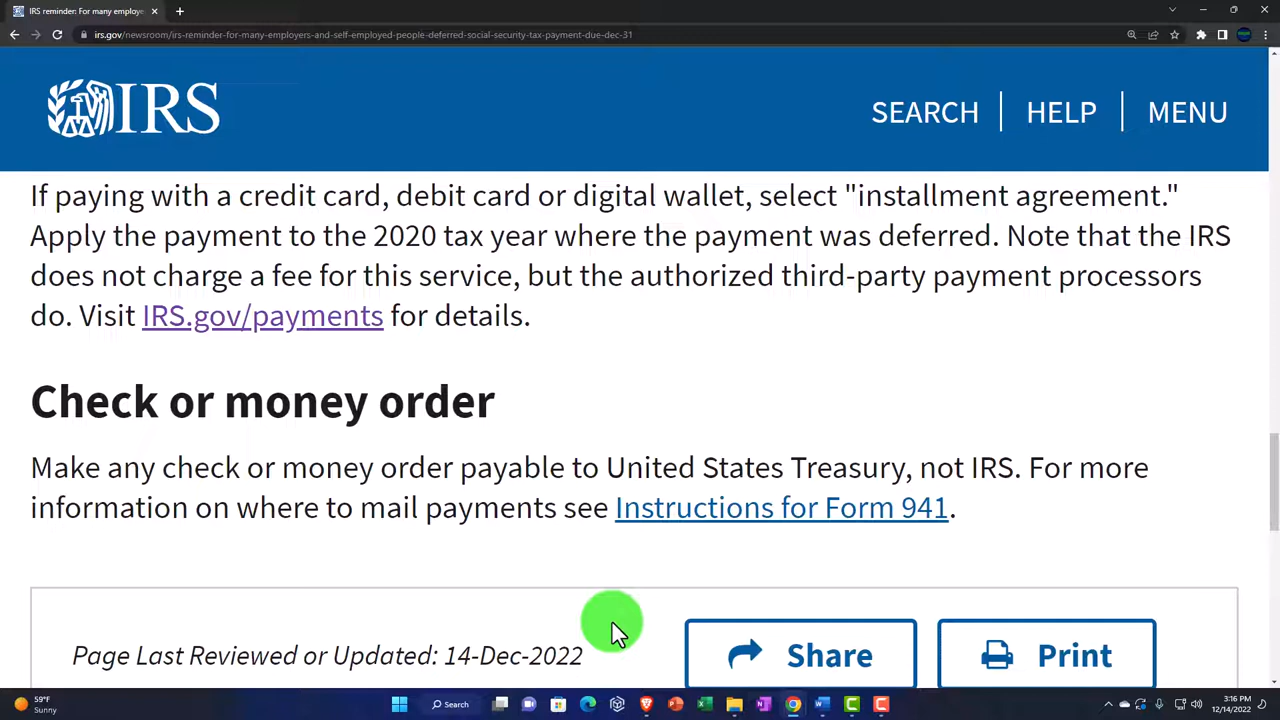 IRS reminder: For many employe
irs.gov/newsroom/irs-reminder-for-many-employers-and-self-employed-people-deferred-social-security-tax-payment-due-dec-31
IRS
SEARCH HELP MENU
If paying with a credit card, debit card or digital wallet, select "installment agreement."
Apply the payment to the 2020 tax year where the payment was deferred. Note that the IRS
does not charge a fee for this service, but the authorized third-party payment processors
do. Visit IRS.gov/payments for details.
Check or money order
Make any check or money order payable to United States Treasury, not IRS. For more
information on where to mail payments see Instructions for Form 941.
Page Last Reviewed or Updated: 14-Dec-2022
Share
Print
59°F
Sunny
Search
3:16 PM
12/14/2022